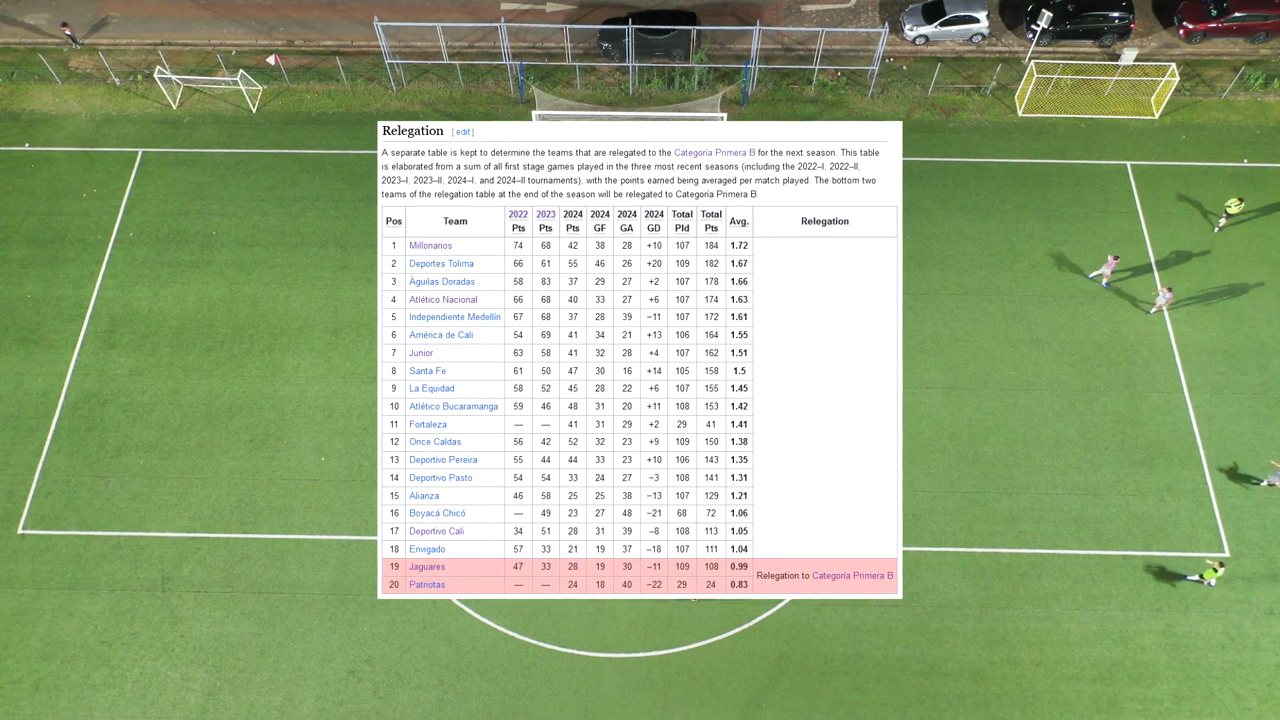 Relegation [ edit ]
A separate table is kept to determine the teams that are relegated to the Categoría Primera B for the next season. This table
is elaborated from a sum of all first stage games played in the three most recent seasons (including the 2022–I, 2022–II,
2023–I, 2023–II, 2024–I, and 2024–II tournaments), with the points earned being averaged per match played. The bottom two
teams of the relegation table at the end of the season will be relegated to Categoría Primera B.
Pos Team 2022 Pts 2023 Pts 2024 Pts 2024 GF 2024 GA 2024 GD Total Pld Total Pts Avg. Relegation
1 Millonarios 74 68 42 38 28 +10 107 184 1.72
2 Deportes Tolima 66 61 55 46 26 +20 109 182 1.67
3 Águilas Doradas 58 83 37 29 27 +2 107 178 1.66
4 Atlético Nacional 66 68 40 33 27 +6 107 174 1.63
5 Independiente Medellín 67 68 37 28 39 −11 107 172 1.61
6 América de Cali 54 69 41 34 21 +13 106 164 1.55
7 Junior 63 58 41 32 28 +4 107 162 1.51
8 Santa Fe 61 50 47 30 16 +14 105 158 1.5
9 La Equidad 58 52 45 28 22 +6 107 155 1.45
10 Atlético Bucaramanga 59 46 48 31 20 +11 108 153 1.42
11 Fortaleza — — 41 31 29 +2 29 41 1.41
12 Once Caldas 56 42 52 32 23 +9 109 150 1.38
13 Deportivo Pereira 55 44 44 33 23 +10 106 143 1.35
14 Deportivo Pasto 54 54 33 24 27 −3 108 141 1.31
15 Alianza 46 58 25 25 38 −13 107 129 1.21
16 Boyacá Chicó — 49 23 27 48 −21 68 72 1.06
17 Deportivo Cali 34 51 28 31 39 −8 108 113 1.05
18 Envigado 57 33 21 19 37 −18 107 111 1.04
19 Jaguares 47 33 28 19 30 −11 109 108 0.99 Relegation to Categoría Primera B
20 Patriotas — — 24 18 40 −22 29 24 0.83